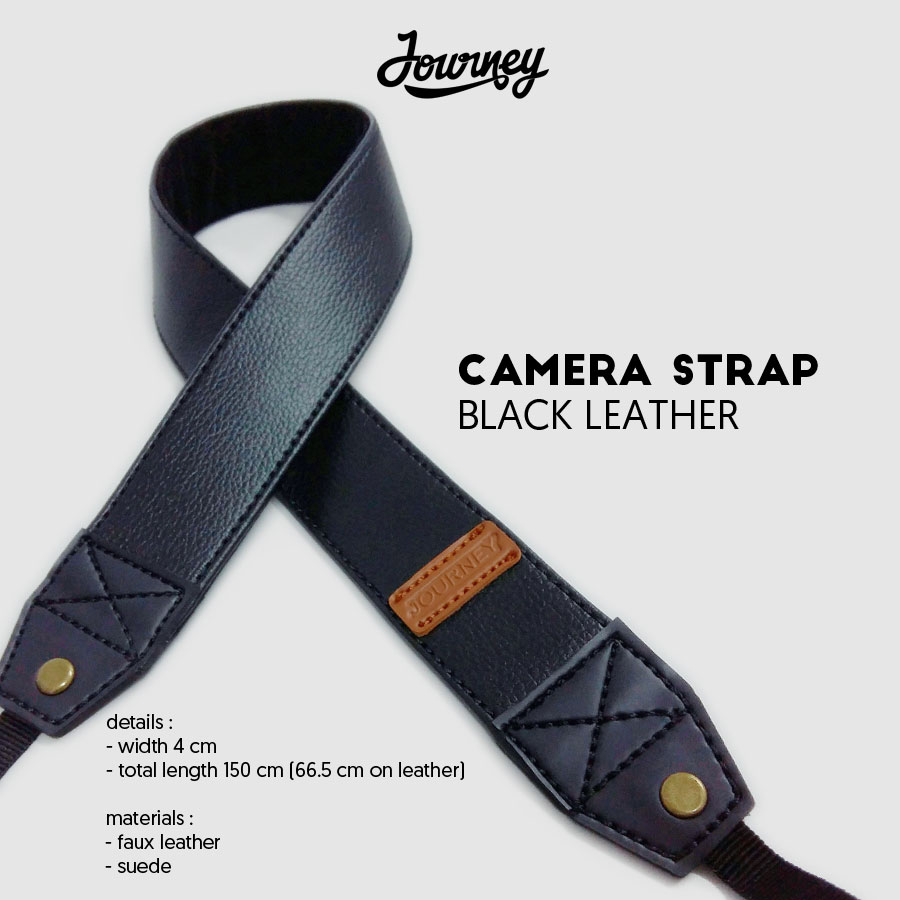 Journey
CAMERA STRAP
BLACK LEATHER
JOURNEY
details :
- width 4 cm
- total length 150 cm (66.5 cm on leather)
materials :
- faux leather
- suede